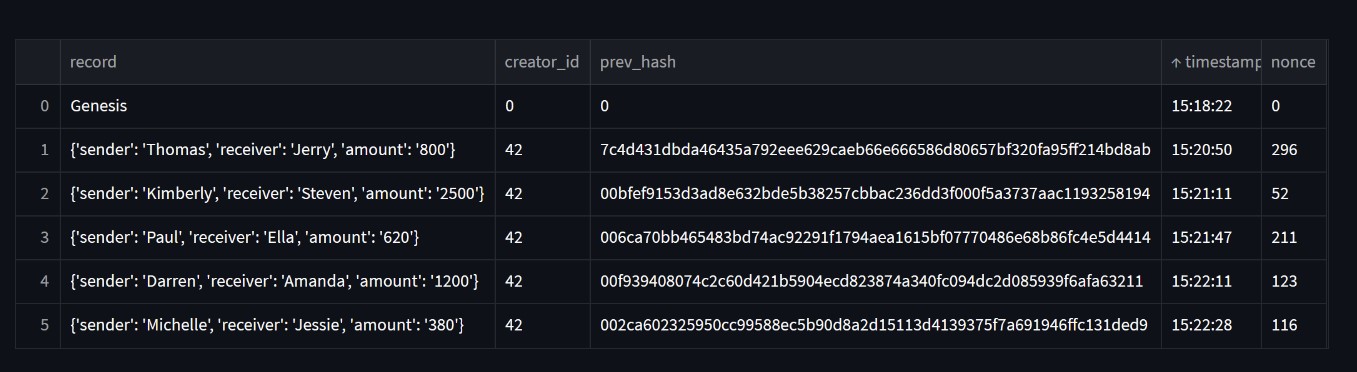 record creator_id prev_hash ↑ timestamp nonce
0 Genesis 0 0 15:18:22 0
1 {'sender': 'Thomas', 'receiver': 'Jerry', 'amount': '800'} 42 7c4d431dbda46435a792eee629caeb66e666586d80657bf320fa95ff214bd8ab 15:20:50 296
2 {'sender': 'Kimberly', 'receiver': 'Steven', 'amount': '2500'} 42 00bfef9153d3ad8e632bde5b38257cbbac236dd3f000f5a3737aac1193258194 15:21:11 52
3 {'sender': 'Paul', 'receiver': 'Ella', 'amount': '620'} 42 006ca70bb465483bd74ac92291f1794aea1615bf07770486e68b86fc4e5d4414 15:21:47 211
4 {'sender': 'Darren', 'receiver': 'Amanda', 'amount': '1200'} 42 00f939408074c2c60d421b5904ecd823874a340fc094dc2d085939f6afa63211 15:22:11 123
5 {'sender': 'Michelle', 'receiver': 'Jessie', 'amount': '380'} 42 002ca602325950cc99588ec5b90d8a2d15113d4139375f7a691946ffc131ded9 15:22:28 116